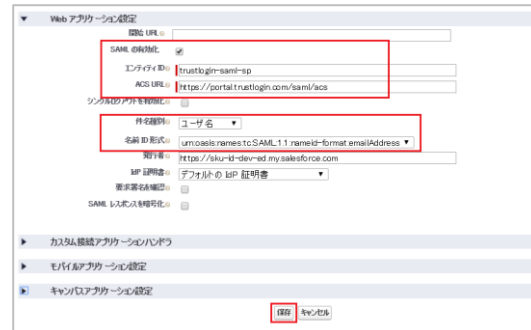 Web アプリケーション設定
開始 URL
SAML の有効化
エンティティ ID
trustlogin-saml-sp
ACS URL
https://portal.trustlogin.com/saml/acs
シングルログアウトを有効化
件名種別
ユーザ名
名前 ID 形式
urn:oasis:names:tc:SAML:1.1:nameid-format:emailAddress
発行者
https://sku-id-dev-ed.my.salesforce.com
IdP 証明書
デフォルトの IdP 証明書
要求署名を確認
SAML レスポンスを暗号化
カスタム接続アプリケーションハンドラ
モバイルアプリケーション設定
キャンバスアプリケーション設定
保存 キャンセル